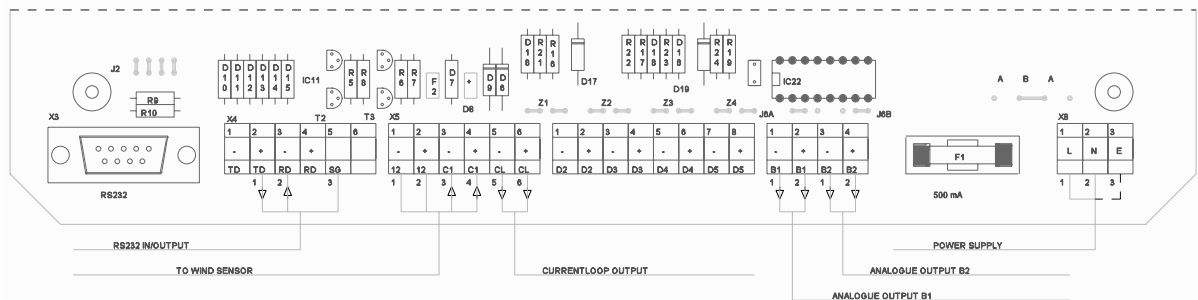 D18 R21 R16
D17
R22 R17 D18 R23 D18
D19
R24 R19
J2
D10 D11 D12 D13 D14 D15
IC11
R5 R8
R6 R7
F2
D7
+
D8
D9 D6
IC22
A B A
R9
R10
X3
X4 T2 T3
X5
Z1 Z2 Z3 Z4
J6A J6B
X8
1 2 3 4 5 6
1 2 3 4 5 6
1 2 3 4 5 6 7 8
1 2 3 4
1 2 3
- + - + 
- + - + - +
- + - + - + - +
- + - +
L N E
F1
TD TD RD RD SG
12 12 C1 C1 CL CL
D2 D2 D3 D3 D4 D4 D5 D5
B1 B1 B2 B2
1 2 4 3
1 2 3 4 5 6
1 2 1 2
1 2 3
RS232
500 mA
RS232 IN/OUTPUT
POWER SUPPLY
TO WIND SENSOR
CURRENTLOOP OUTPUT
ANALOGUE OUTPUT B2
ANALOGUE OUTPUT B1